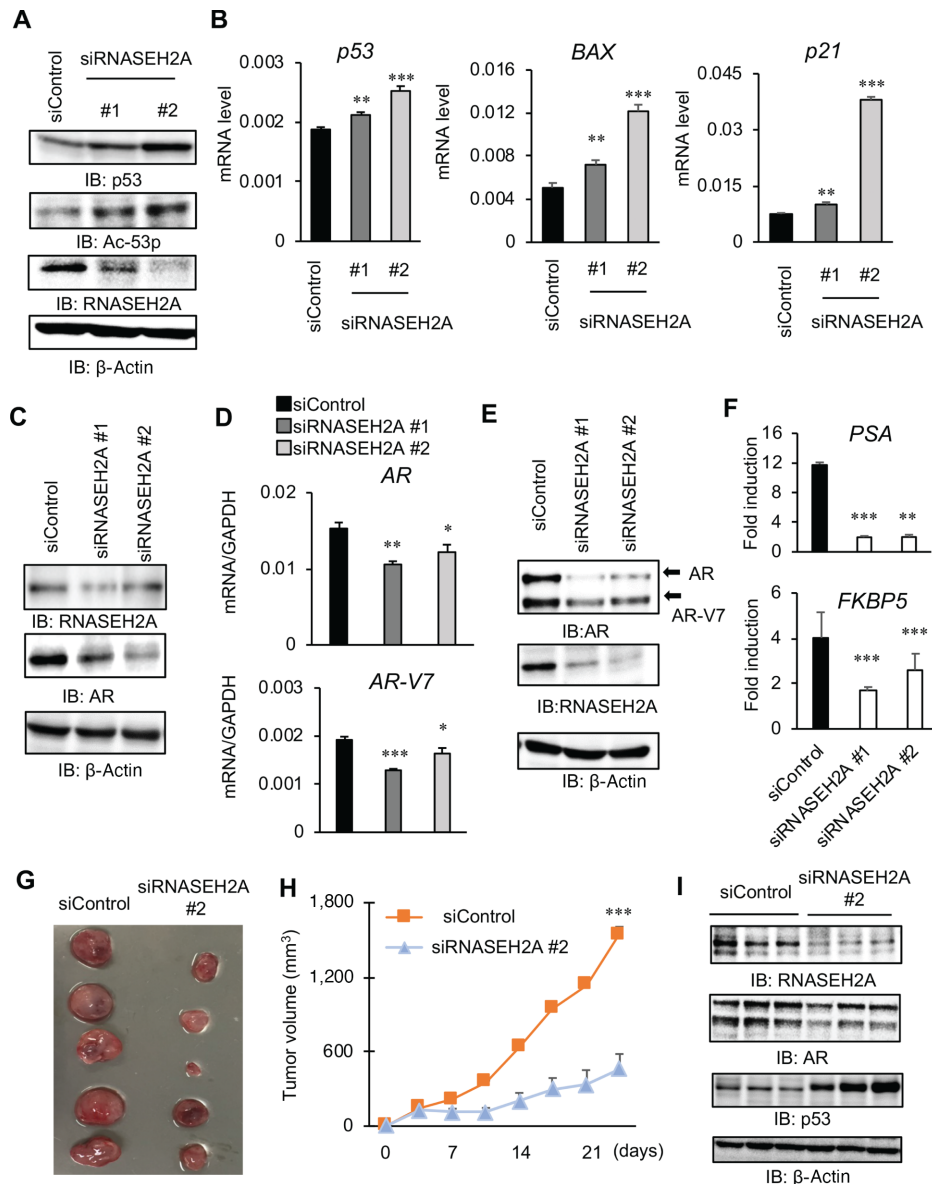 A
siControl
siRNASEH2A
#1
#2
IB: p53
IB: Ac-53p
IB: RNASEH2A
IB: β-Actin
B
p53
mRNA level
0.003
0.002
0.001
0
siControl
#1
#2
siRNASEH2A
BAX
mRNA level
0.016
0.012
0.008
0.004
0
siControl
#1
#2
siRNASEH2A
p21
mRNA level
0.045
0.03
0.015
0
siControl
#1
#2
siRNASEH2A
** ***
** ***
** ***
C
siControl
siRNASEH2A #1
siRNASEH2A #2
IB: RNASEH2A
IB: AR
IB: β-Actin
D
siControl
siRNASEH2A #1
siRNASEH2A #2
AR
mRNA/GAPDH
0.02
0.01
0
** *
AR-V7
mRNA/GAPDH
0.003
0.002
0.001
0
*** *
E
siControl
siRNASEH2A #1
siRNASEH2A #2
AR
AR-V7
IB:AR
IB:RNASEH2A
IB: β-Actin
F
PSA
Fold induction
16
12
8
4
0
*** **
FKBP5
Fold induction
6
4
2
0
*** ***
siControl
siRNASEH2A #1
siRNASEH2A #2
G
siControl
siRNASEH2A
#2
H
Tumor volume (mm³)
1,800
1,200
600
0
siControl
siRNASEH2A #2
***
0 7 14 21 (days)
I
siControl
siRNASEH2A
#2
IB: RNASEH2A
IB: AR
IB: p53
IB: β-Actin